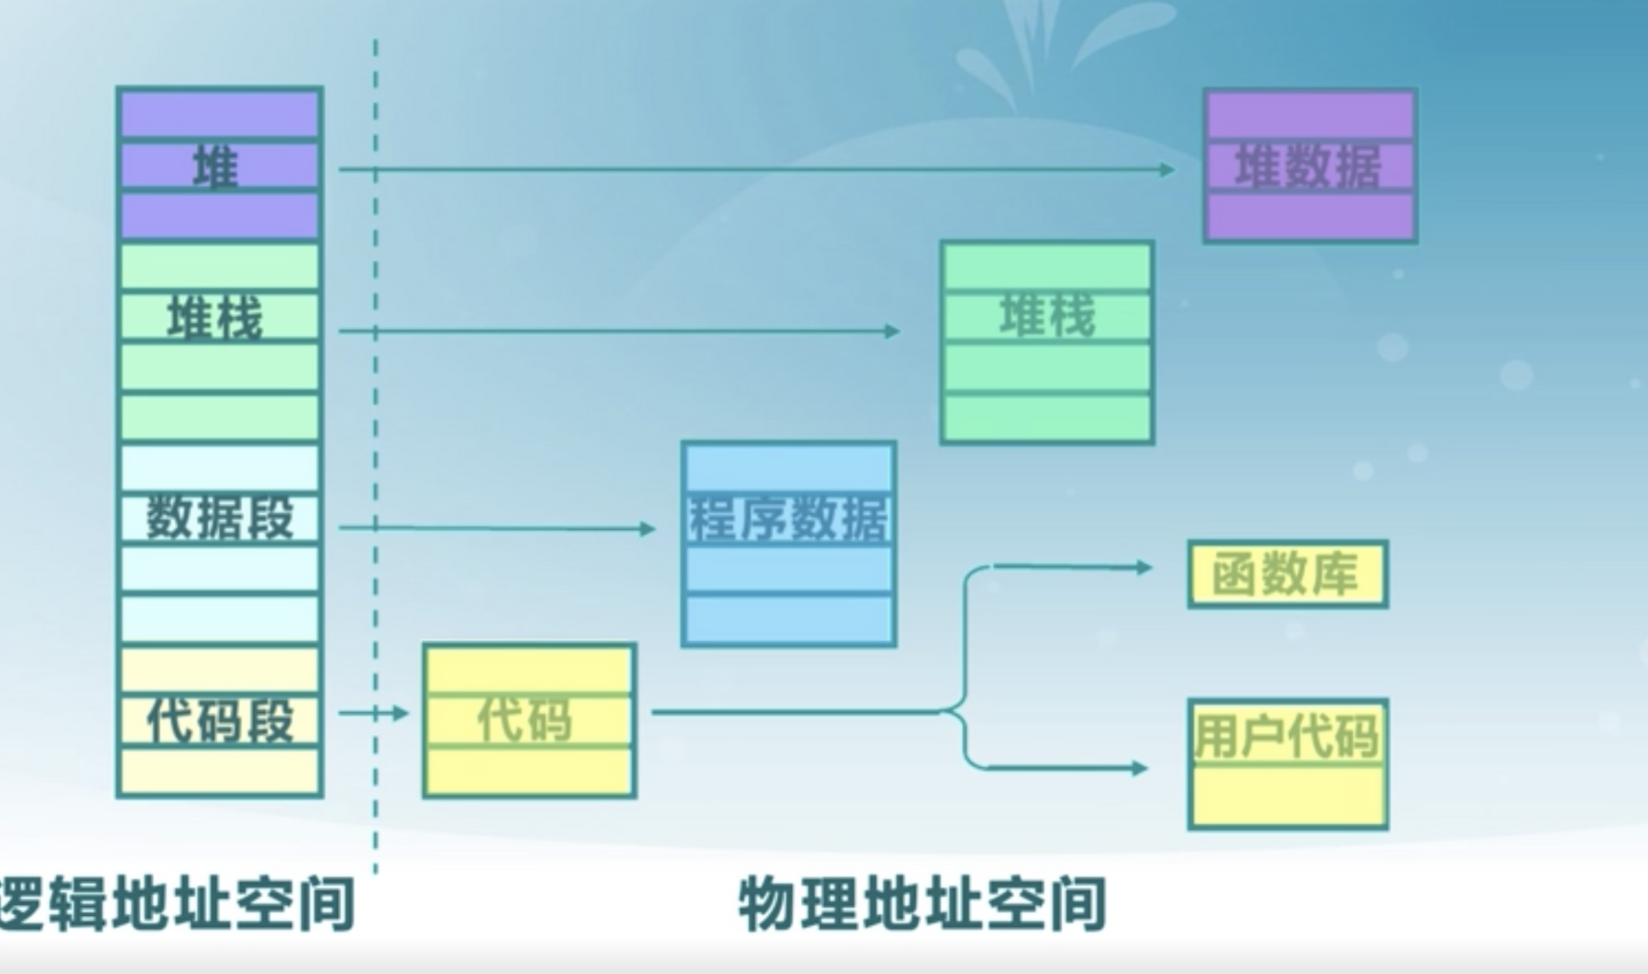 堆
堆数据
堆栈
堆栈
数据段
程序数据
函数库
代码段
代码
用户代码
逻辑地址空间
物理地址空间